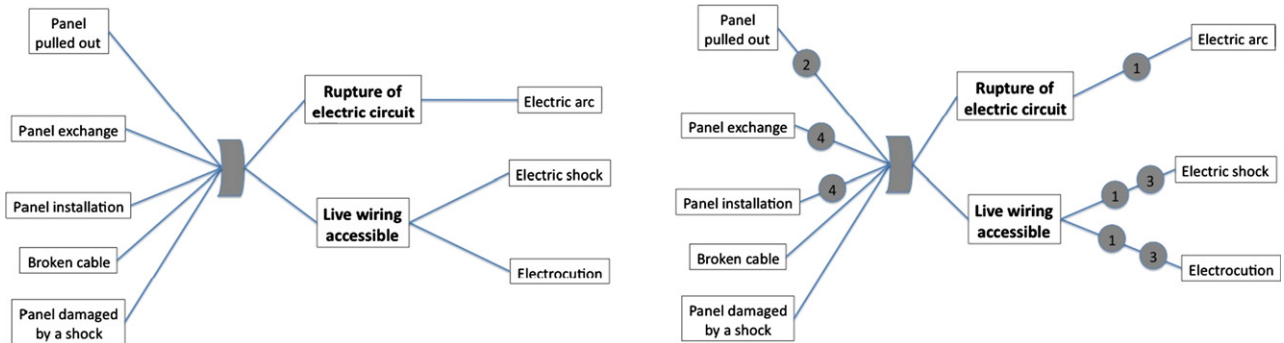 Panel
pulled out
Panel exchange
Panel installation
Broken cable
Panel damaged
by a shock
Rupture of
electric circuit
Live wiring
accessible
Electric arc
Electric shock
Electrocution
Panel
pulled out
2
Panel exchange
4
Panel installation
4
Broken cable
Panel damaged
by a shock
Rupture of
electric circuit
1
Electric arc
Live wiring
accessible
1 3
Electric shock
1 3
Electrocution